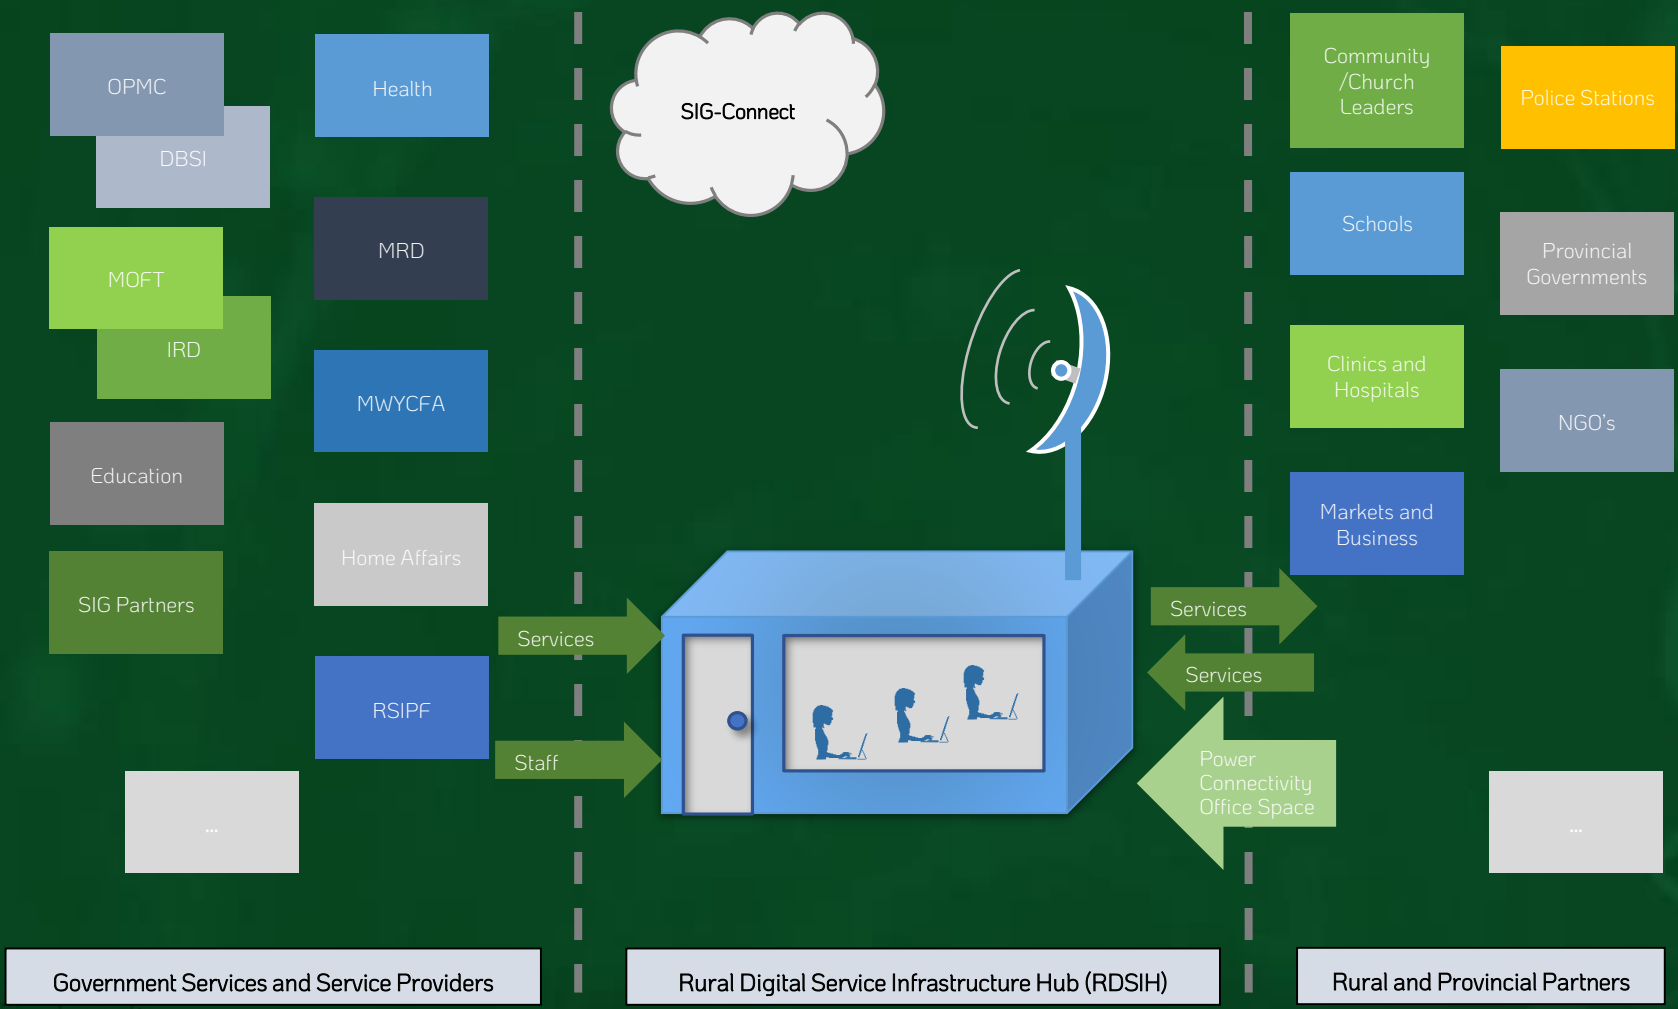 OPMC
DBSI
MOFT
IRD
Education
SIG Partners
...
Health
MRD
MWYCFA
Home Affairs
RSIPF
Services
Staff
Government Services and Service Providers
SIG-Connect
Rural Digital Service Infrastructure Hub (RDSIH)
Community
/Church
Leaders
Schools
Clinics and
Hospitals
Markets and
Business
Police Stations
Provincial
Governments
NGO's
Services
Services
Power
Connectivity
Office Space
...
Rural and Provincial Partners